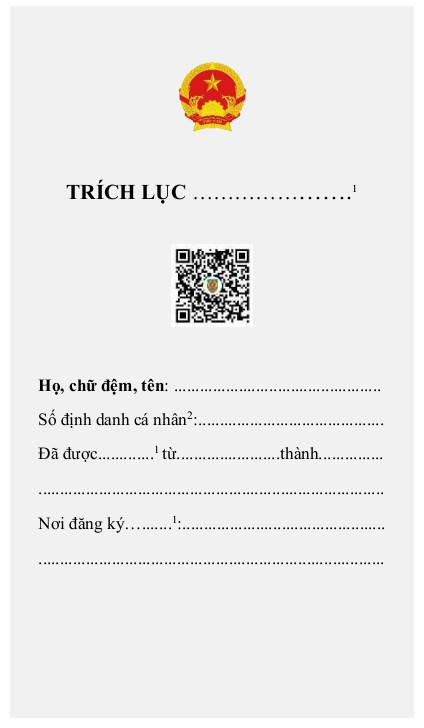 TRÍCH LỤC …………………..¹
Họ, chữ đệm, tên: ................................................
Số định danh cá nhân²:...........................................
Đã được.............¹ từ........................thành...............
................................................................................
Nơi đăng ký….......¹:...............................................
................................................................................